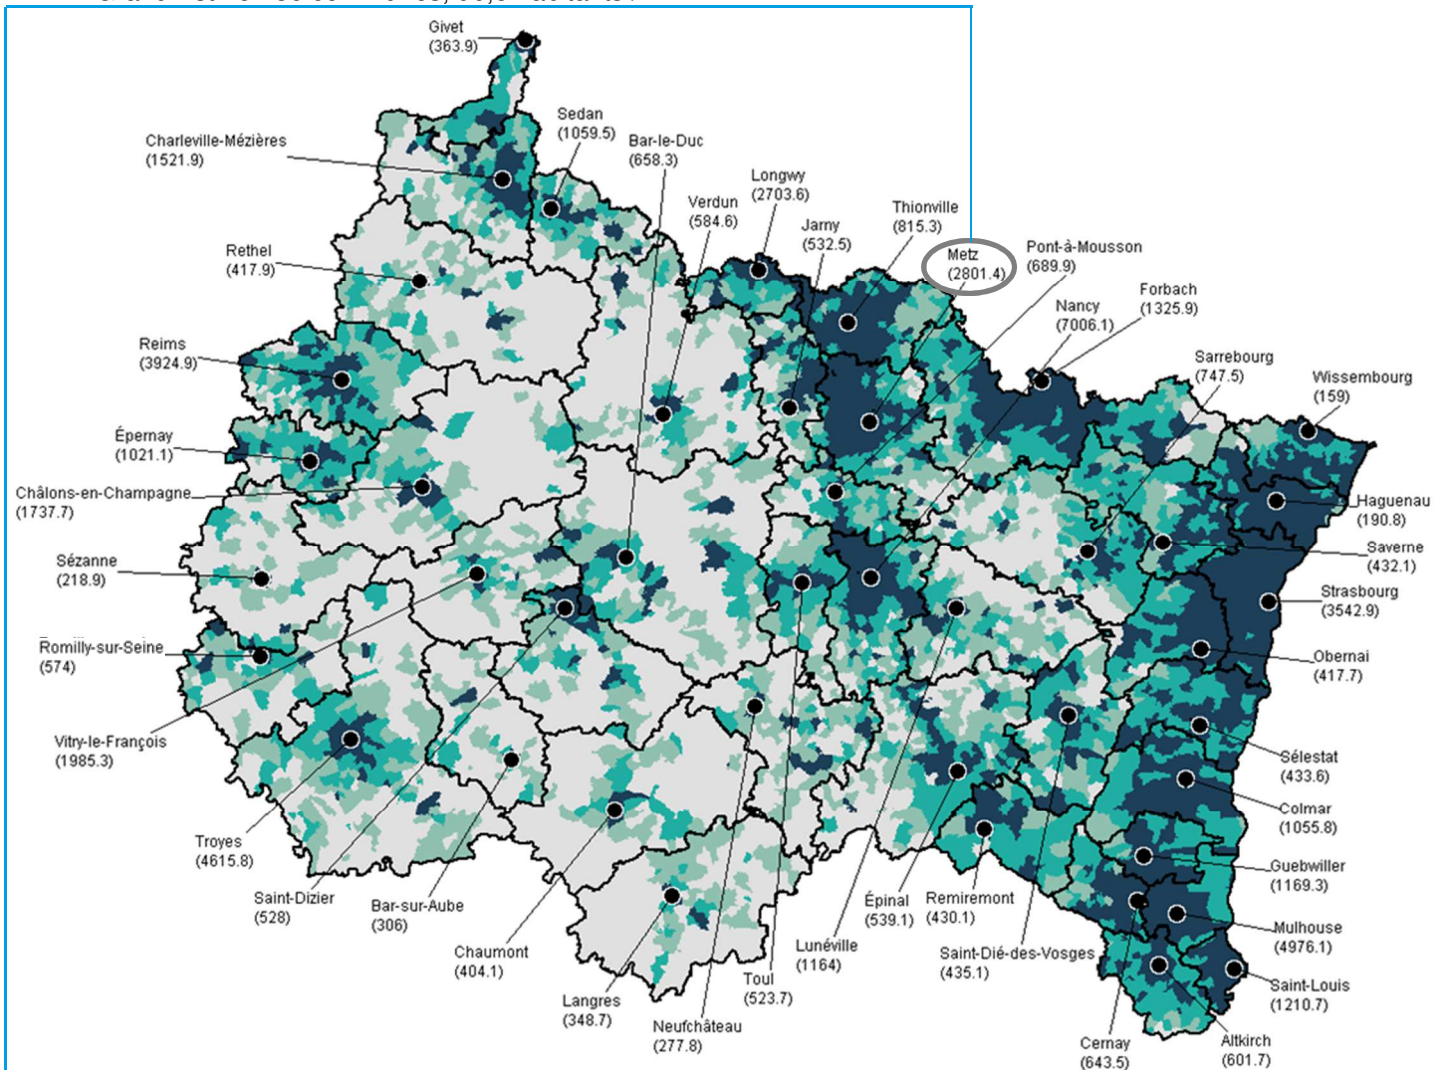 Givet
(363.9)
Sedan
(1059.5)
Charleville-Mézières
(1521.9)
Bar-le-Duc
(658.3)
Longwy
(2703.6)
Verdun
(584.6)
Thionville
(815.3)
Jarny
(532.5)
Rethel
(417.9)
Metz
(2801.4)
Pont-à-Mousson
(689.9)
Forbach
(1325.9)
Nancy
(7006.1)
Reims
(3924.9)
Sarrebourg
(747.5)
Wissembourg
(159)
Épernay
(1021.1)
Châlons-en-Champagne
(1737.7)
Haguenau
(190.8)
Saverne
(432.1)
Sézanne
(218.9)
Strasbourg
(3542.9)
Romilly-sur-Seine
(574)
Obernai
(417.7)
Vitry-le-François
(1985.3)
Sélestat
(433.6)
Colmar
(1055.8)
Troyes
(4615.8)
Guebwiller
(1169.3)
Saint-Dizier
(528)
Bar-sur-Aube
(306)
Épinal
(539.1)
Remiremont
(430.1)
Mulhouse
(4976.1)
Chaumont
(404.1)
Lunéville
(1164)
Saint-Dié-des-Vosges
(435.1)
Toul
(523.7)
Saint-Louis
(1210.7)
Langres
(348.7)
Neufchâteau
(277.8)
Cernay
(643.5)
Altkirch
(601.7)